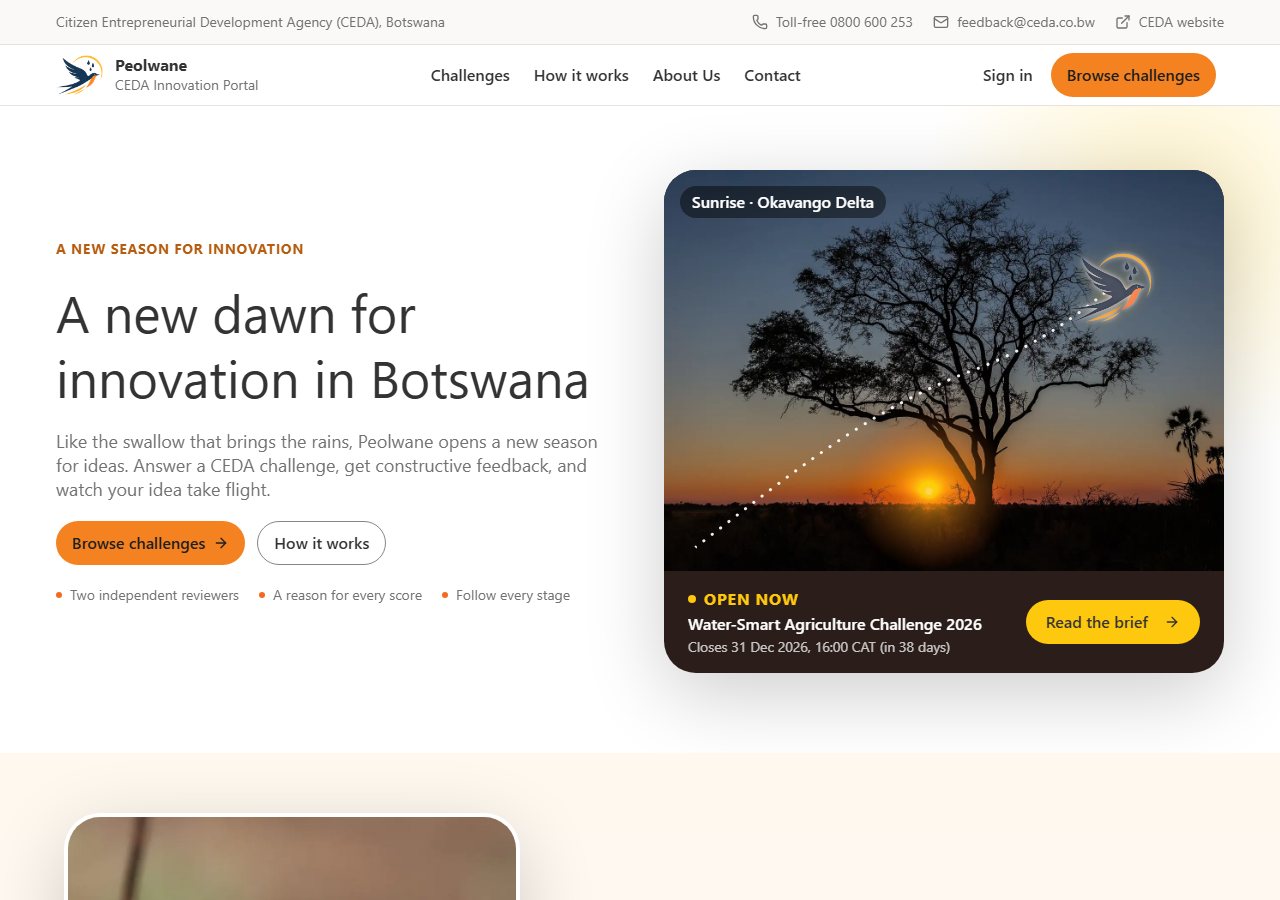 Citizen Entrepreneurial Development Agency (CEDA), Botswana
Toll-free 0800 600 253
feedback@ceda.co.bw
CEDA website
Peolwane
CEDA Innovation Portal
Challenges
How it works
About Us
Contact
Sign in
Browse challenges
A NEW SEASON FOR INNOVATION
A new dawn for
innovation in Botswana
Like the swallow that brings the rains, Peolwane opens a new season
for ideas. Answer a CEDA challenge, get constructive feedback, and
watch your idea take flight.
Browse challenges
How it works
Two independent reviewers
A reason for every score
Follow every stage
Sunrise · Okavango Delta
OPEN NOW
Water-Smart Agriculture Challenge 2026
Closes 31 Dec 2026, 16:00 CAT (in 38 days)
Read the brief